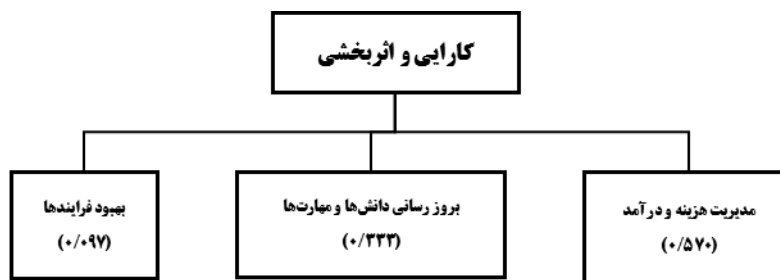 کارایی و اثربخشی
مدیریت هزینه و درآمد
(۰/۵۷۰)
بروز رسانی دانش‌ها و مهارت‌ها
(۰/۳۳۳)
بهبود فرایندها
(۰/۰۹۷)